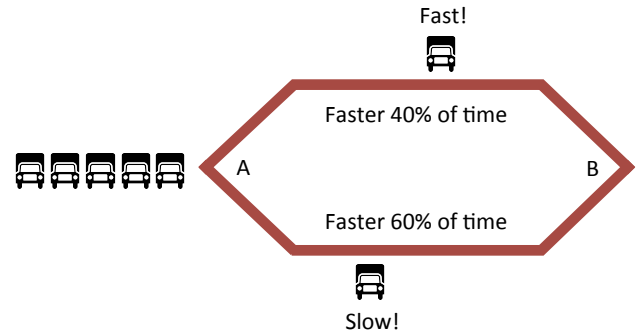 Fast!
Faster 40% of time
A
B
Faster 60% of time
Slow!